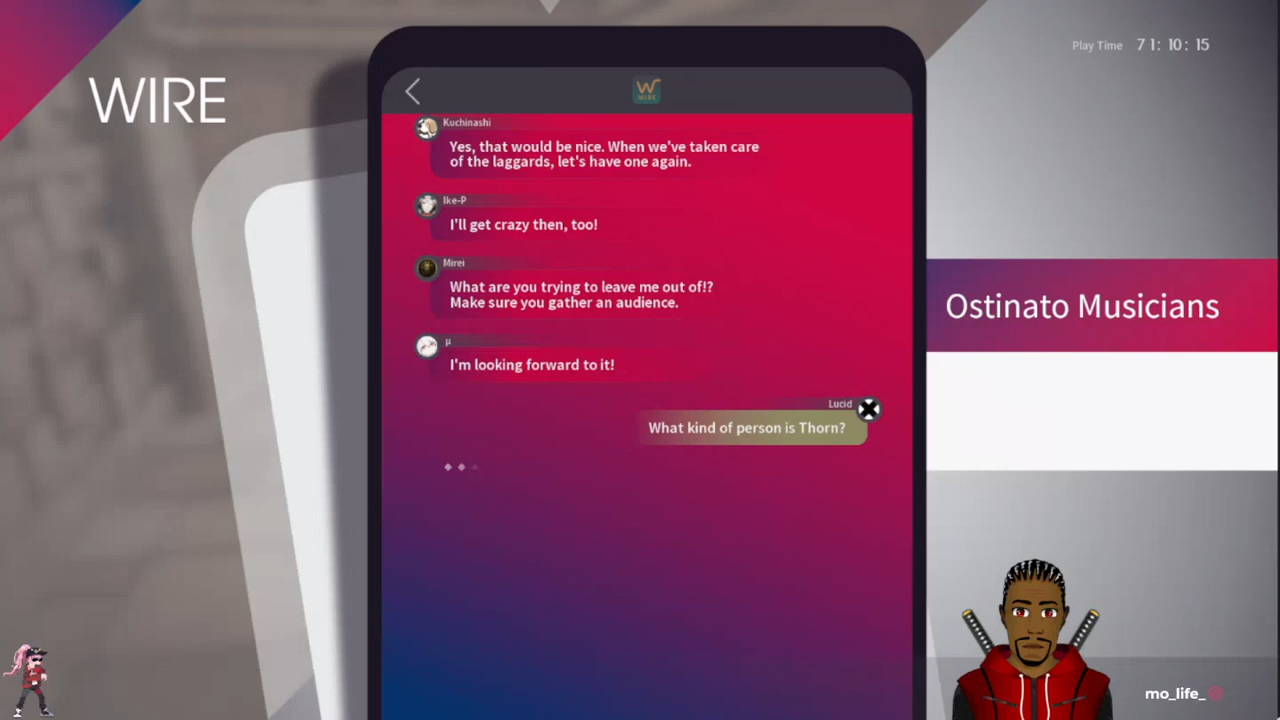 Play Time 71:10:15
WIRE
W
WIRE
Kuchinashi
Yes, that would be nice. When we've taken care
of the laggards, let's have one again.
Ike-P
I'll get crazy then, too!
Mirei
What are you trying to leave me out of!?
Make sure you gather an audience.
μ
I'm looking forward to it!
Lucid
What kind of person is Thorn?
Ostinato Musicians
mo_life_